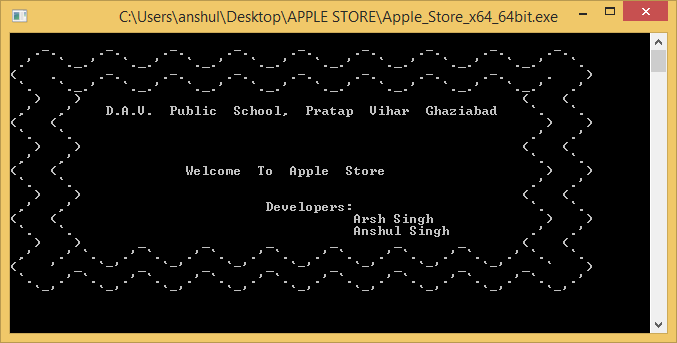 C:\Users\anshul\Desktop\APPLE STORE\Apple_Store_x64_64bit.exe
D.A.V. Public School, Pratap Vihar Ghaziabad
Welcome To Apple Store
Developers:
Arsh Singh
Anshul Singh